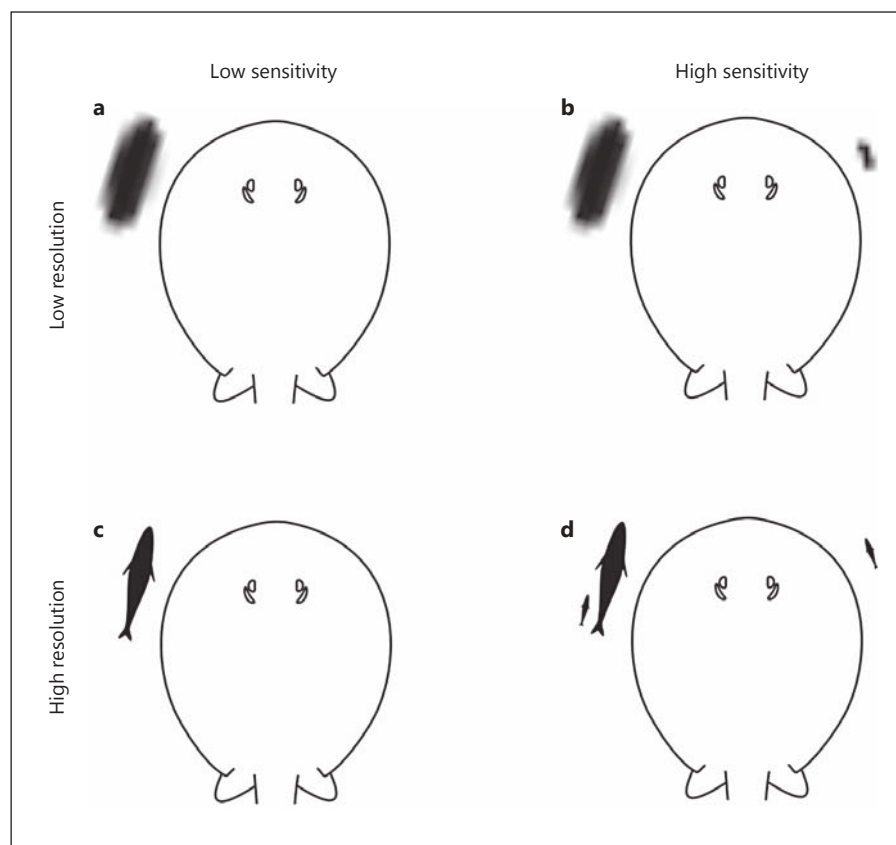 Low sensitivity
High sensitivity
a
b
Low resolution
c
d
High resolution